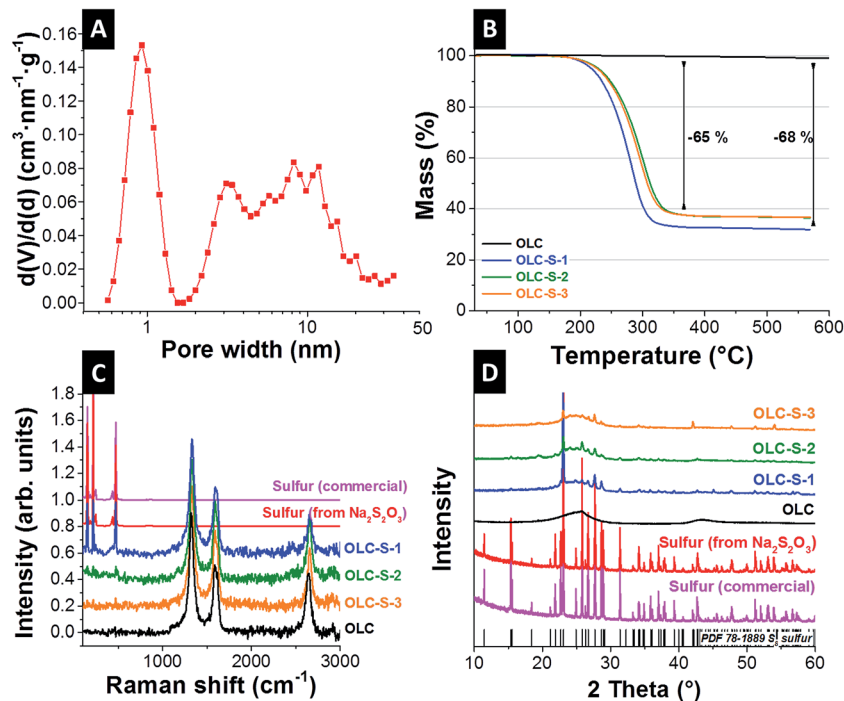 A
0.16
0.14
0.12
0.10
0.08
0.06
0.04
0.02
0.00
d(V)/d(d) (cm³·nm⁻¹·g⁻¹)
1
10
50
Pore width (nm)
B
100
80
60
40
20
0
Mass (%)
-65 %
-68 %
OLC
OLC-S-1
OLC-S-2
OLC-S-3
100
200
300
400
500
600
Temperature (°C)
C
1.8
1.6
1.4
1.2
1.0
0.8
0.6
0.4
0.2
0.0
Intensity (arb. units)
Sulfur (commercial)
Sulfur (from Na₂S₂O₃)
OLC-S-1
OLC-S-2
OLC-S-3
OLC
1000
2000
3000
Raman shift (cm⁻¹)
D
Intensity
OLC-S-3
OLC-S-2
OLC-S-1
OLC
Sulfur (from Na₂S₂O₃)
Sulfur (commercial)
PDF 78-1889 S₈ sulfur
10
20
30
40
50
60
2 Theta (°)